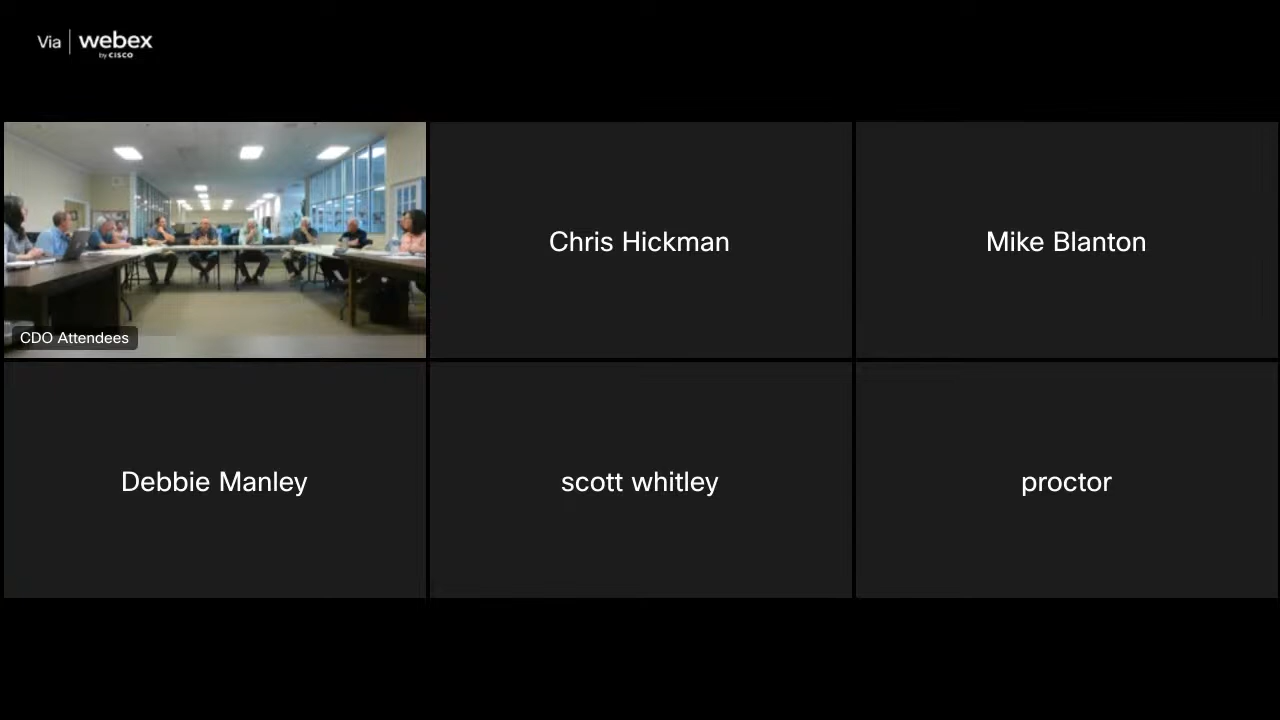 Via | webex
by CISCO
Chris Hickman
Mike Blanton
CDO Attendees
Debbie Manley
scott whitley
proctor